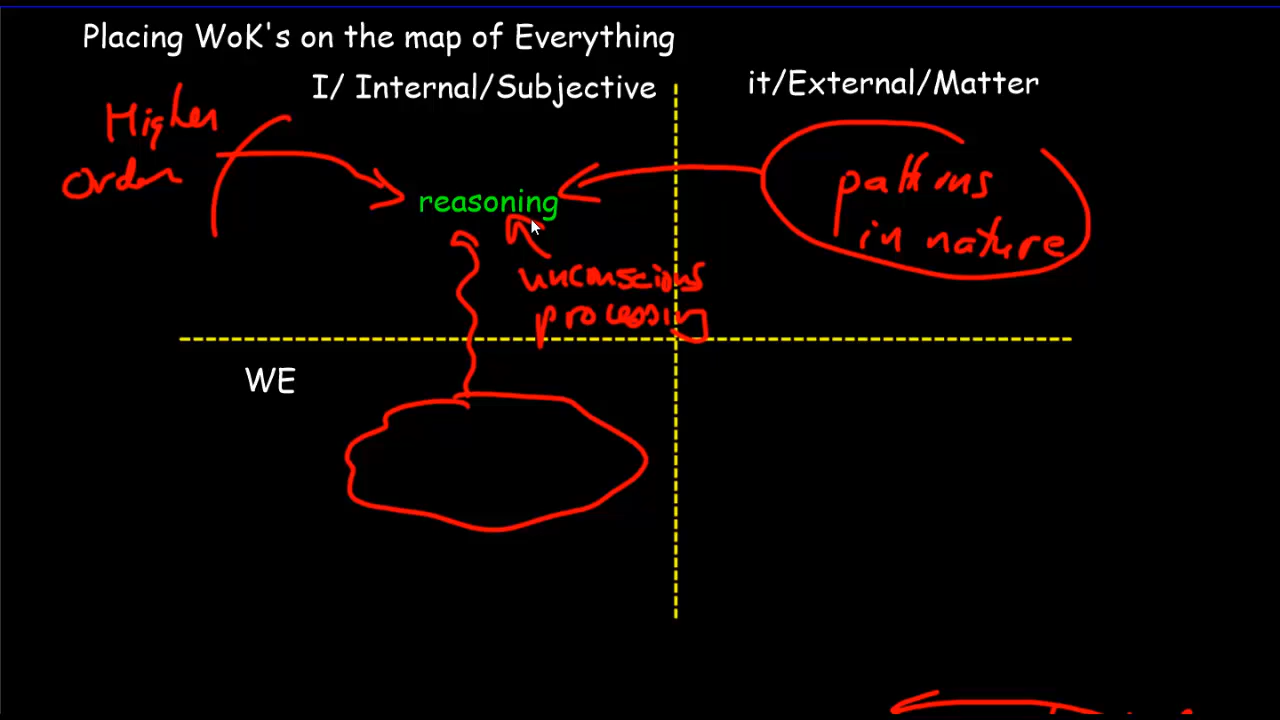 Placing WoK's on the map of Everything
I/ Internal/Subjective
it/External/Matter
Higher
order
reasoning
patterns
in nature
unconscious
processing
WE